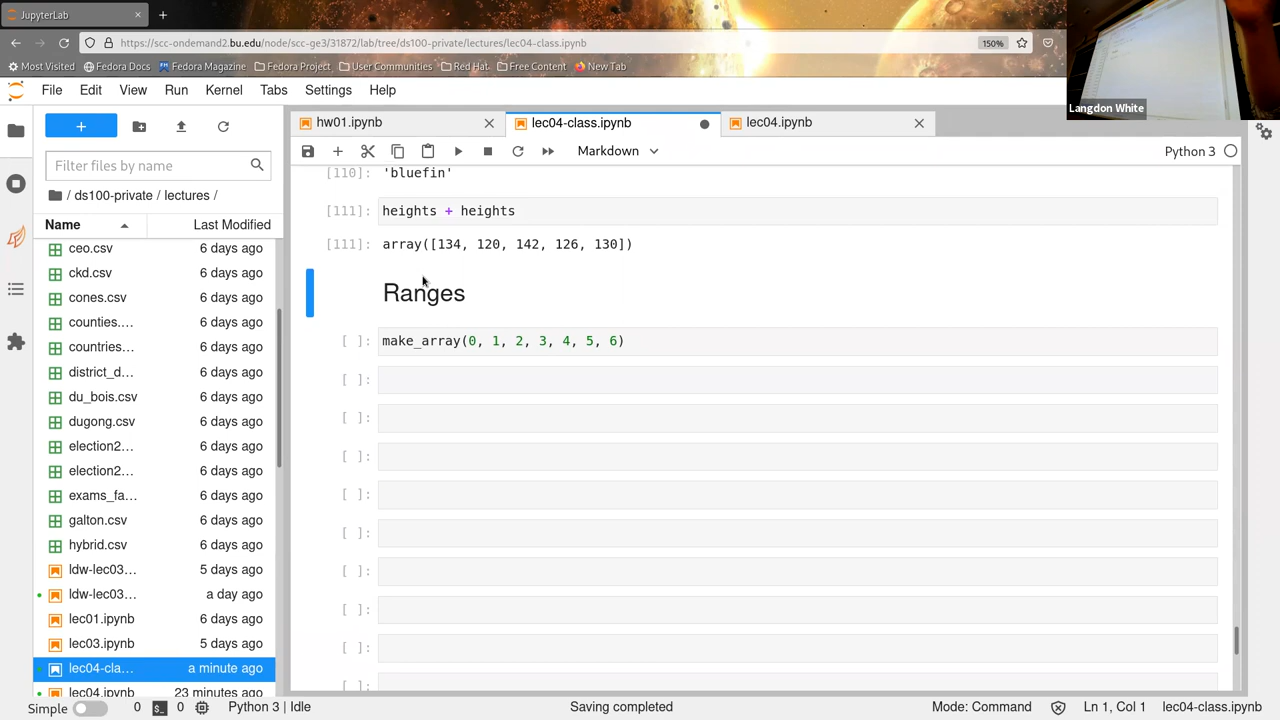 JupyterLab
https://scc-ondemand2.bu.edu/node/scc-ge3/31872/lab/tree/ds100-private/lectures/lec04-class.ipynb
150%
Most Visited
Fedora Docs
Fedora Magazine
Fedora Project
User Communities
Red Hat
Free Content
New Tab
Langdon White
File Edit View Run Kernel Tabs Settings Help
hw01.ipynb
lec04-class.ipynb
lec04.ipynb
Markdown
Python 3
Filter files by name
/ ds100-private / lectures /
Name Last Modified
ceo.csv 6 days ago
ckd.csv 6 days ago
cones.csv 6 days ago
counties.... 6 days ago
countries... 6 days ago
district_d... 6 days ago
du_bois.csv 6 days ago
dugong.csv 6 days ago
election2... 6 days ago
election2... 6 days ago
exams_fa... 6 days ago
galton.csv 6 days ago
hybrid.csv 6 days ago
ldw-lec03... 5 days ago
ldw-lec03... a day ago
lec01.ipynb 6 days ago
lec03.ipynb 5 days ago
lec04-cla... a minute ago
lec04.ipynb 23 minutes ago
[110]: 'bluefin'
[111]: heights + heights
[111]: array([134, 120, 142, 126, 130])
Ranges
[ ]: make_array(0, 1, 2, 3, 4, 5, 6)
[ ]:
[ ]:
[ ]:
[ ]:
[ ]:
[ ]:
[ ]:
[ ]:
[ ]:
Simple 0 $_ 0 Python 3 | Idle Saving completed Mode: Command Ln 1, Col 1 lec04-class.ipynb